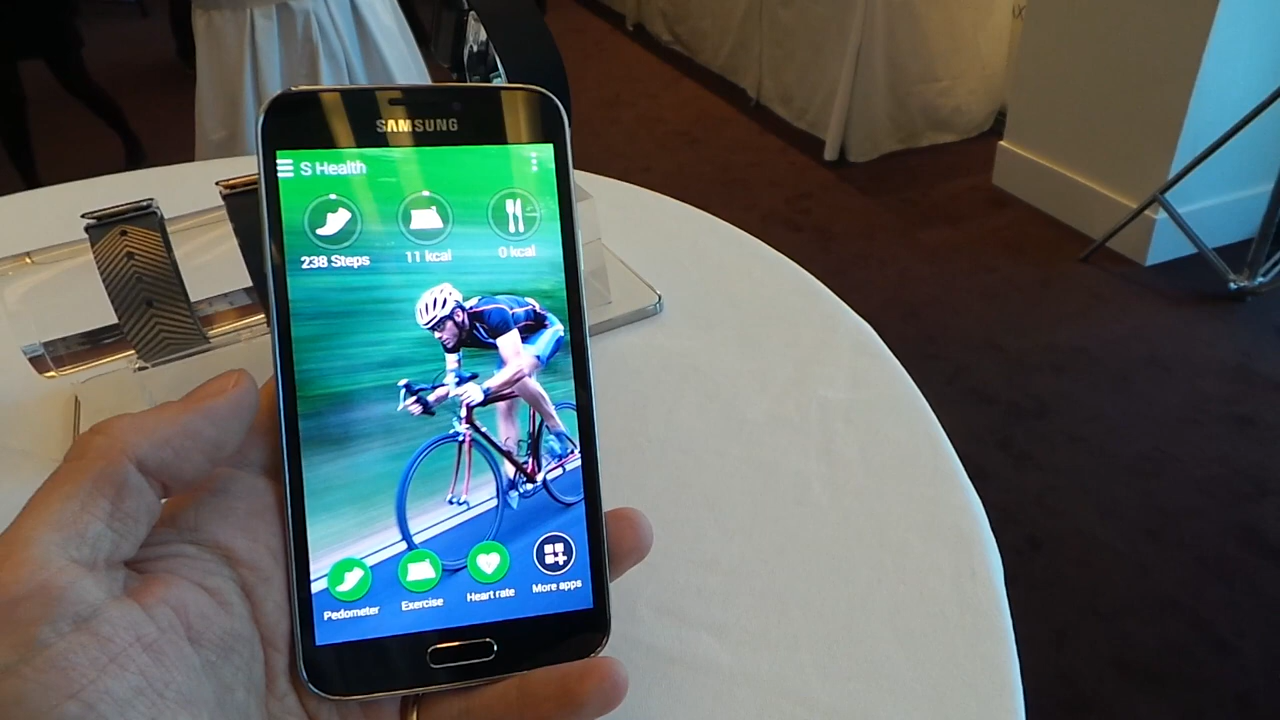 SAMSUNG
S Health
238 Steps
11 kcal
0 kcal
Pedometer
Exercise
Heart rate
More apps